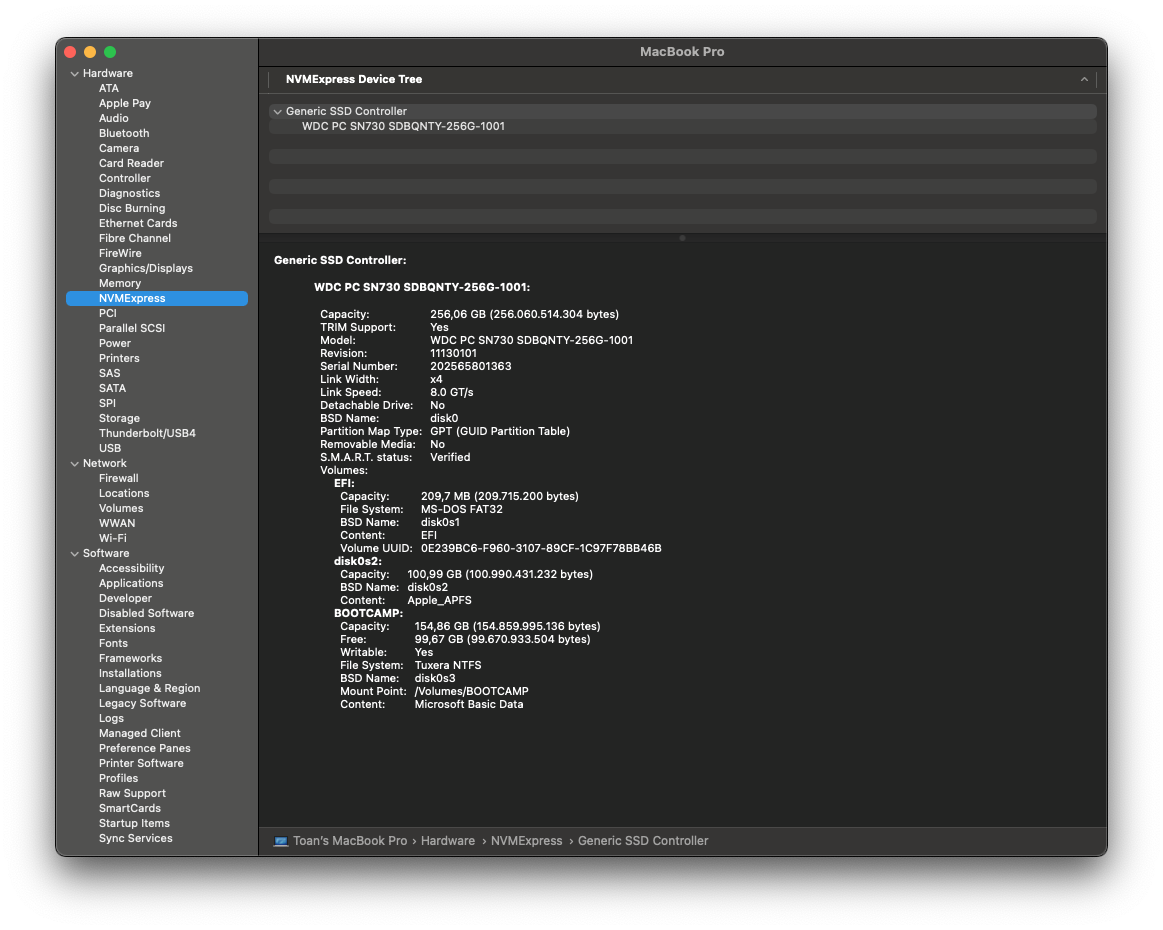 MacBook Pro
Hardware
ATA
Apple Pay
Audio
Bluetooth
Camera
Card Reader
Controller
Diagnostics
Disc Burning
Ethernet Cards
Fibre Channel
FireWire
Graphics/Displays
Memory
NVMExpress
PCI
Parallel SCSI
Power
Printers
SAS
SATA
SPI
Storage
Thunderbolt/USB4
USB
Network
Firewall
Locations
Volumes
WWAN
Wi-Fi
Software
Accessibility
Applications
Developer
Disabled Software
Extensions
Fonts
Frameworks
Installations
Language & Region
Legacy Software
Logs
Managed Client
Preference Panes
Printer Software
Profiles
Raw Support
SmartCards
Startup Items
Sync Services
NVMExpress Device Tree
Generic SSD Controller
WDC PC SN730 SDBQNTY-256G-1001
Generic SSD Controller:
WDC PC SN730 SDBQNTY-256G-1001:
Capacity: 256,06 GB (256.060.514.304 bytes)
TRIM Support: Yes
Model: WDC PC SN730 SDBQNTY-256G-1001
Revision: 11130101
Serial Number: 202565801363
Link Width: x4
Link Speed: 8.0 GT/s
Detachable Drive: No
BSD Name: disk0
Partition Map Type: GPT (GUID Partition Table)
Removable Media: No
S.M.A.R.T. status: Verified
Volumes:
EFI:
Capacity: 209,7 MB (209.715.200 bytes)
File System: MS-DOS FAT32
BSD Name: disk0s1
Content: EFI
Volume UUID: 0E239BC6-F960-3107-89CF-1C97F78BB46B
disk0s2:
Capacity: 100,99 GB (100.990.431.232 bytes)
BSD Name: disk0s2
Content: Apple_APFS
BOOTCAMP:
Capacity: 154,86 GB (154.859.995.136 bytes)
Free: 99,67 GB (99.670.933.504 bytes)
Writable: Yes
File System: Tuxera NTFS
BSD Name: disk0s3
Mount Point: /Volumes/BOOTCAMP
Content: Microsoft Basic Data
Toan's MacBook Pro › Hardware › NVMExpress › Generic SSD Controller